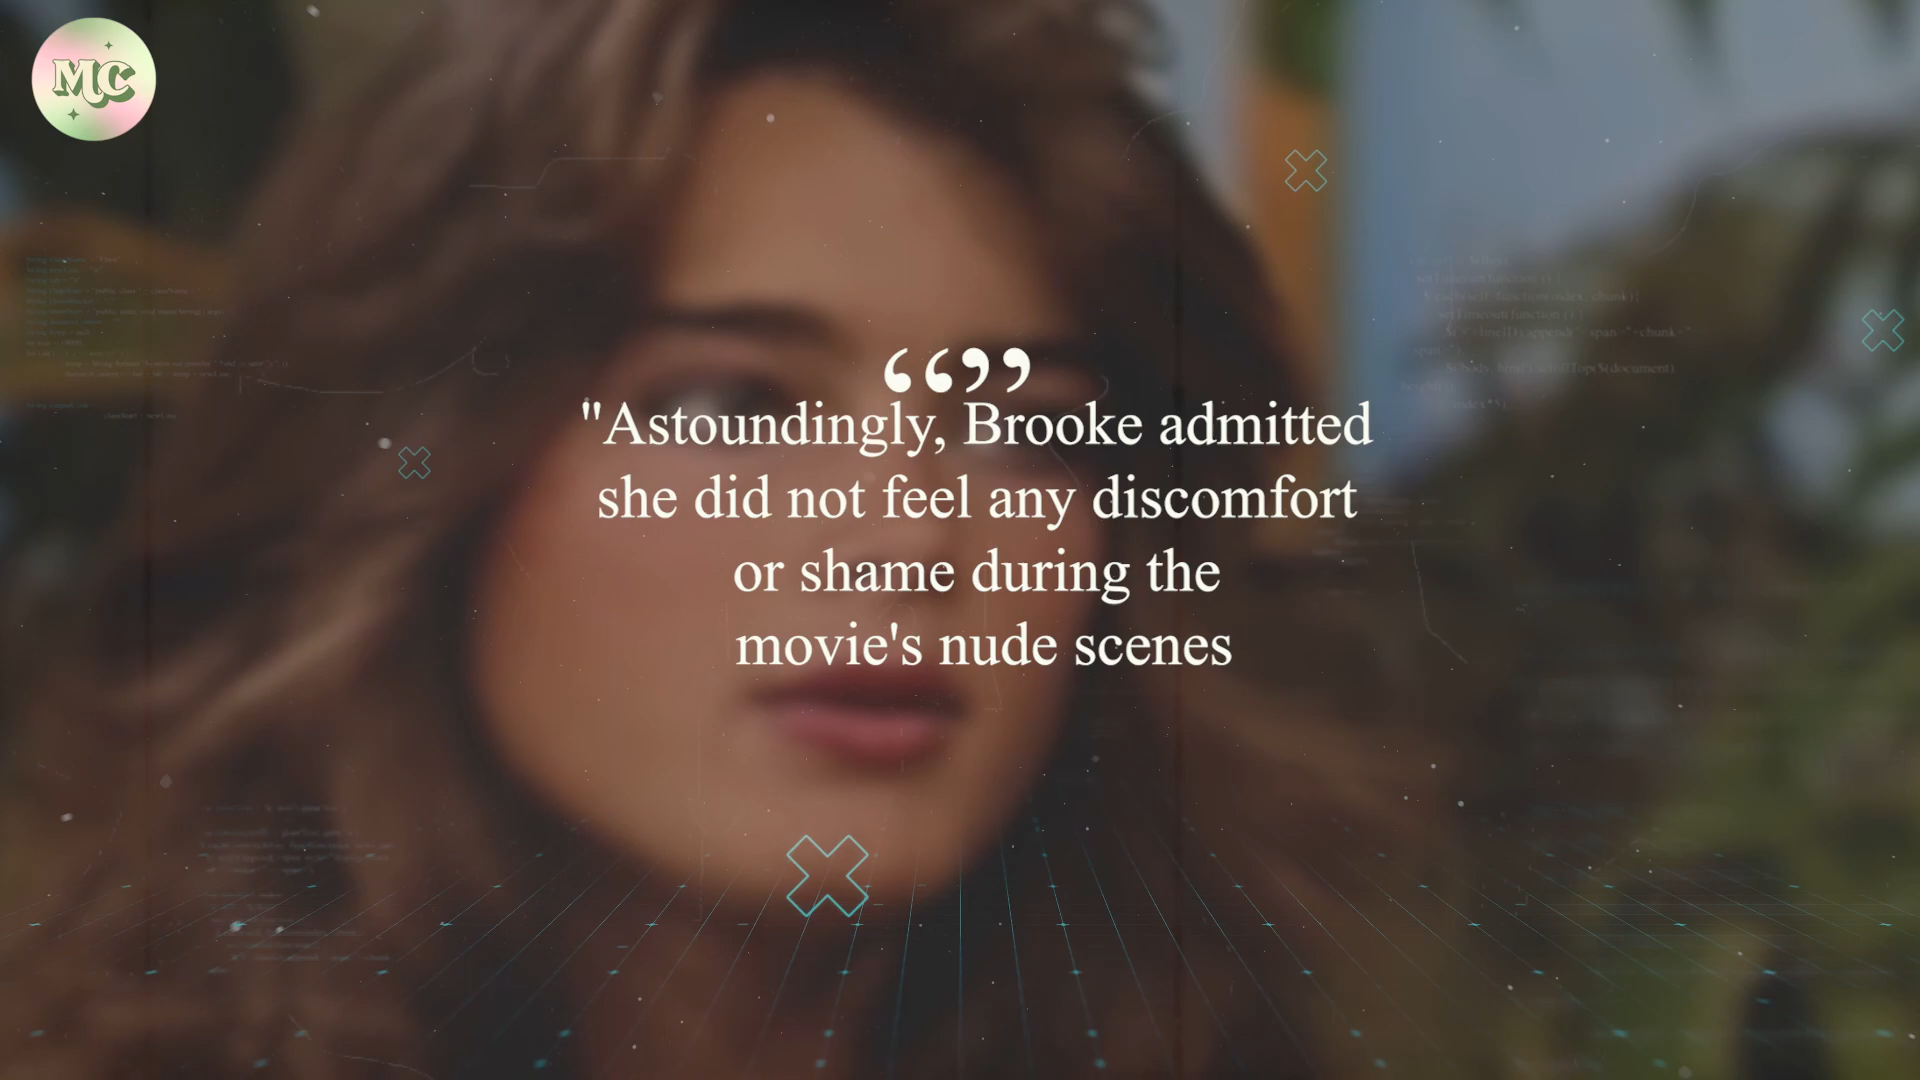 MC
“”
"Astoundingly, Brooke admitted
she did not feel any discomfort
or shame during the
movie's nude scenes